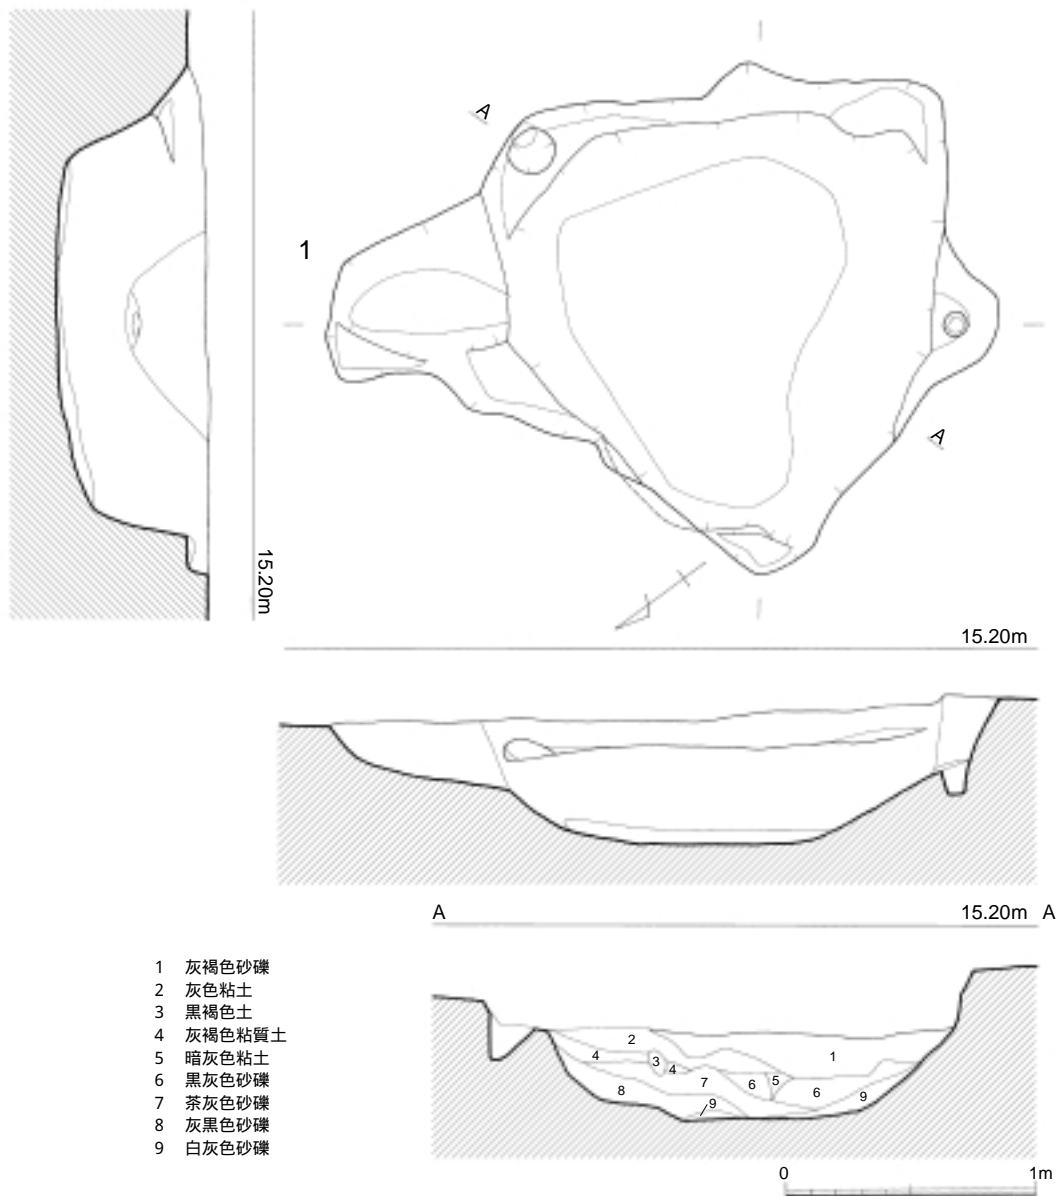 A
1
A
15.20m
15.20m
A 15.20m A
1 灰褐色砂礫
2 灰色粘土
3 黒褐色土
4 灰褐色粘質土
5 暗灰色粘土
6 黒灰色砂礫
7 茶灰色砂礫
8 灰黒色砂礫
9 白灰色砂礫
2
1
4
3
4
7
6
5
6
8
9
9
0 1m